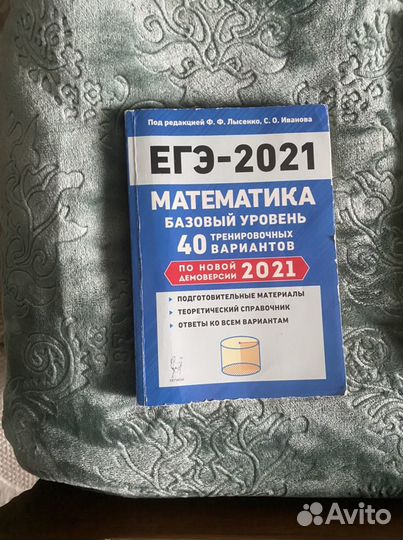 Под редакцией Ф. Ф. Лысенко, С. О. Иванова
ЕГЭ-2021
МАТЕМАТИКА
БАЗОВЫЙ УРОВЕНЬ
40 ТРЕНИРОВОЧНЫХ
ВАРИАНТОВ
ПО НОВОЙ
ДЕМОВЕРСИИ 2021
ПОДГОТОВИТЕЛЬНЫЕ МАТЕРИАЛЫ
ТЕОРЕТИЧЕСКИЙ СПРАВОЧНИК
ОТВЕТЫ КО ВСЕМ ВАРИАНТАМ
Avito